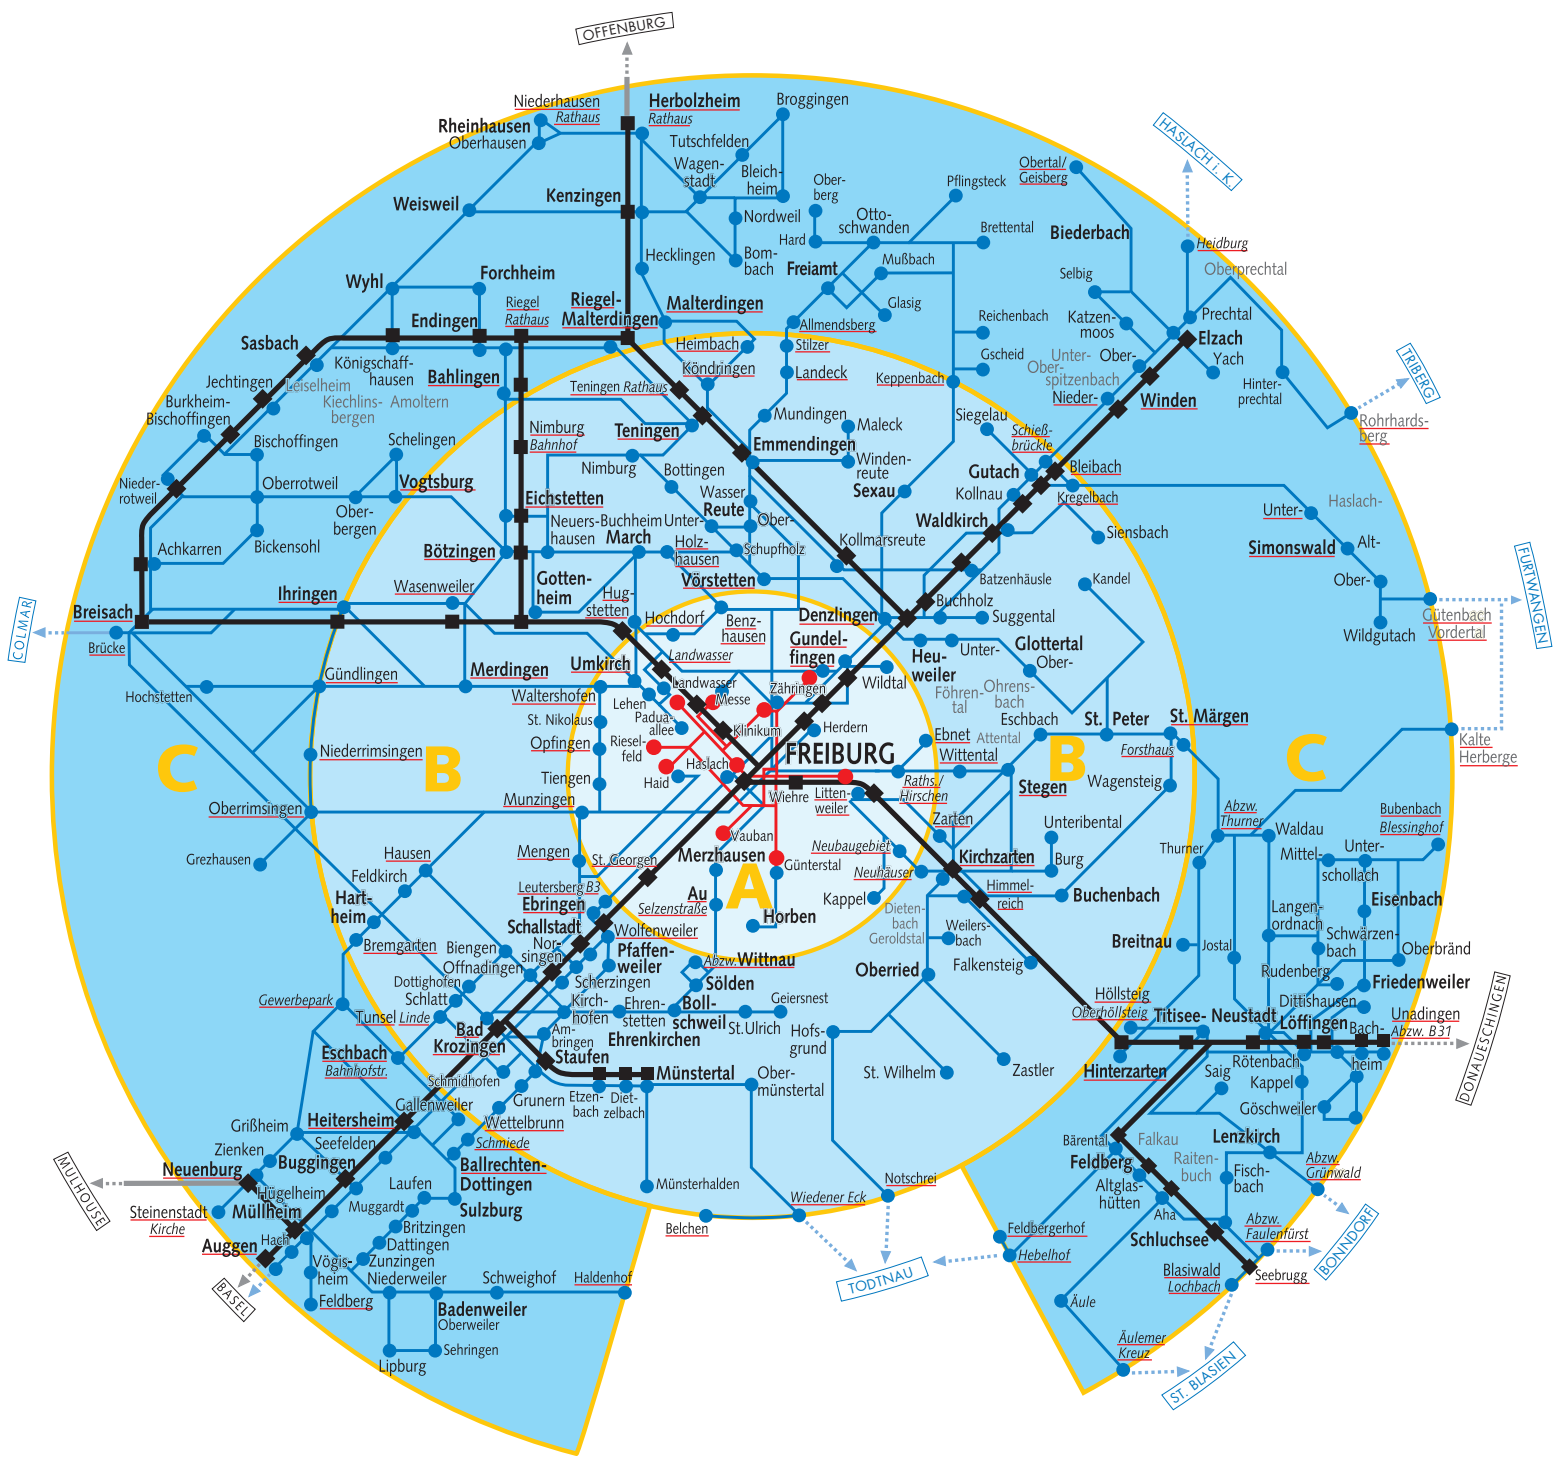 OFFENBURG
Niederhausen
Rathaus
Herbolzheim
Rathaus
Broggingen
Rheinhausen
Oberhausen
Tutschfelden
Wagen-
stadt
Bleich-
heim
HASLACH i. K.
Obertal/
Geisberg
Pflingsteck
Ober-
berg
Weisweil
Kenzingen
Nordweil
Otto-
schwanden
Brettental
Biederbach
Heidburg
Hard
Hecklingen
Bom-
bach
Mußbach
Oberprechtal
Freiamt
Selbig
Wyhl
Forchheim
Riegel
Rathaus
Riegel-
Malterdingen
Malterdingen
Glasig
Reichenbach
Katzen-
moos
Prechtal
Endingen
Allmendsberg
Elzach
Sasbach
Königschaff-
hausen
Heimbach
Stilzer
Gscheid
Unter-
Ober-
spitzenbach
Ober-
Yach
TRIBERG
Jechtingen
Leiselheim
Kiechlins-
bergen
Amoltern
Bahlingen
Teningen Rathaus
Köndringen
Landeck
Keppenbach
Nieder-
Winden
Hinter-
prechtal
Burkheim-
Bischoffingen
Mundingen
Siegelau
Rohrhards-
berg
Bischoffingen
Schelingen
Nimburg
Bahnhof
Teningen
Emmendingen
Maleck
Schieß-
brückle
Nimburg
Bottingen
Winden-
reute
Gutach
Bleibach
Nieder-
rotweil
Oberrotweil
Vogtsburg
Wasser
Sexau
Kollnau
Kregelbach
Haslach-
Ober-
bergen
Eichstetten
Reute
Unter-
Ober-
Waldkirch
Unter-
Bickensohl
Neuers-
hausen
Buchheim
March
Siensbach
Simonswald
Alt-
Achkarren
Bötzingen
Holz-
hausen
Schupfholz
Kollmarsreute
FURTWANGEN
Wasenweiler
Gotten-
heim
Vörstetten
Batzenhäusle
Kandel
Ober-
Ihringen
Hug-
stetten
Buchholz
Breisach
Hochdorf
Benz-
hausen
Denzlingen
Suggental
Wildgutach
Gütenbach
Vordertal
COLMAR
Brücke
Landwasser
Gundel-
fingen
Heu-
weiler
Unter-
Glottertal
Umkirch
Ober-
Gündlingen
Merdingen
Landwasser
Messe
Zähringen
Wildtal
Hochstetten
Waltershofen
Lehen
Föhren-
tal
Ohrens-
bach
St. Nikolaus
Padua-
allee
Klinikum
Herdern
Eschbach
Attental
St. Peter
St. Märgen
Niederrimsingen
Opfingen
Riesel-
feld
Haslach
FREIBURG
Ebnet
Wittental
Forsthaus
Kalte
Herberge
C
B
B
C
Tiengen
Haid
Wiehre
Litten-
weiler
Raths./
Hirschen
Stegen
Wagensteig
Oberrimsingen
Munzingen
Zarten
Abzw.
Thurner
Bubenbach
Blessinghof
Vauban
Neubaugebiet
Unteribental
Waldau
Grezhausen
Hausen
Mengen
St. Georgen
Merzhausen
Günterstal
Kirchzarten
Burg
Thurner
Mittel-
Unter-
schollach
Feldkirch
Leutersberg B3
Au
A
Neuhäuser
Himmel-
reich
Buchenbach
Eisenbach
Hart-
heim
Ebringen
Selzenstraße
Kappel
Dieten-
bach
Geroldstal
Langen-
ordnach
Schallstadt
Horben
Weilers-
bach
Bremgarten
Biengen
Nor-
singen
Wolfenweiler
Breitnau
Jostal
Schwärzen-
bach
Oberbränd
Offnadingen
Pfaffen-
weiler
Abzw. Wittnau
Oberried
Falkensteig
Rudenberg
Dottighofen
Scherzingen
Sölden
Friedenweiler
Gewerbepark
Schlatt
Kirch-
hofen
Ehren-
stetten
Boll-
schweil
Geiersnest
Höllsteig
Oberhöllsteig
Dittishausen
Tunsel Linde
St. Ulrich
Titisee-
Neustadt
Löffingen
Unadingen
Abzw. B 31
Bad
Krozingen
Am-
bringen
Ehrenkirchen
Hofs-
grund
Bach-
heim
DONAUESCHINGEN
Eschbach
Bahnhofstr.
Staufen
Münstertal
Hinterzarten
Rötenbach
Schmidhofen
Ober-
münstertal
St. Wilhelm
Zastler
Saig
Kappel
Gallenweiler
Grunern
Etzen-
bach
Diet-
zelbach
Göschweiler
Grißheim
Heitersheim
Wettelbrunn
Seefelden
Schmiede
Bärental
Falkau
Lenzkirch
Zienken
Buggingen
Ballrechten-
Dottingen
Feldberg
Raiten-
buch
Abzw.
Grünwald
MULHOUSE
Neuenburg
Hügelheim
Laufen
Münsterhalden
Notschrei
Altglas-
hütten
Fisch-
bach
Steinenstadt
Kirche
Müllheim
Muggardt
Sulzburg
Wiedener Eck
Aha
Belchen
Britzingen
Feldbergerhof
Abzw.
Faulenfürst
BONNDORF
Auggen
Hach
Dattingen
Schluchsee
Hebelhof
Vögis-
heim
Zunzingen
BASEL
Niederweiler
Schweighof
Haldenhof
TODTNAU
Blasiwald
Lochbach
Seebrugg
Feldberg
Badenweiler
Oberweiler
Äule
Sehringen
Lipburg
Äulemer
Kreuz
ST. BLASIEN